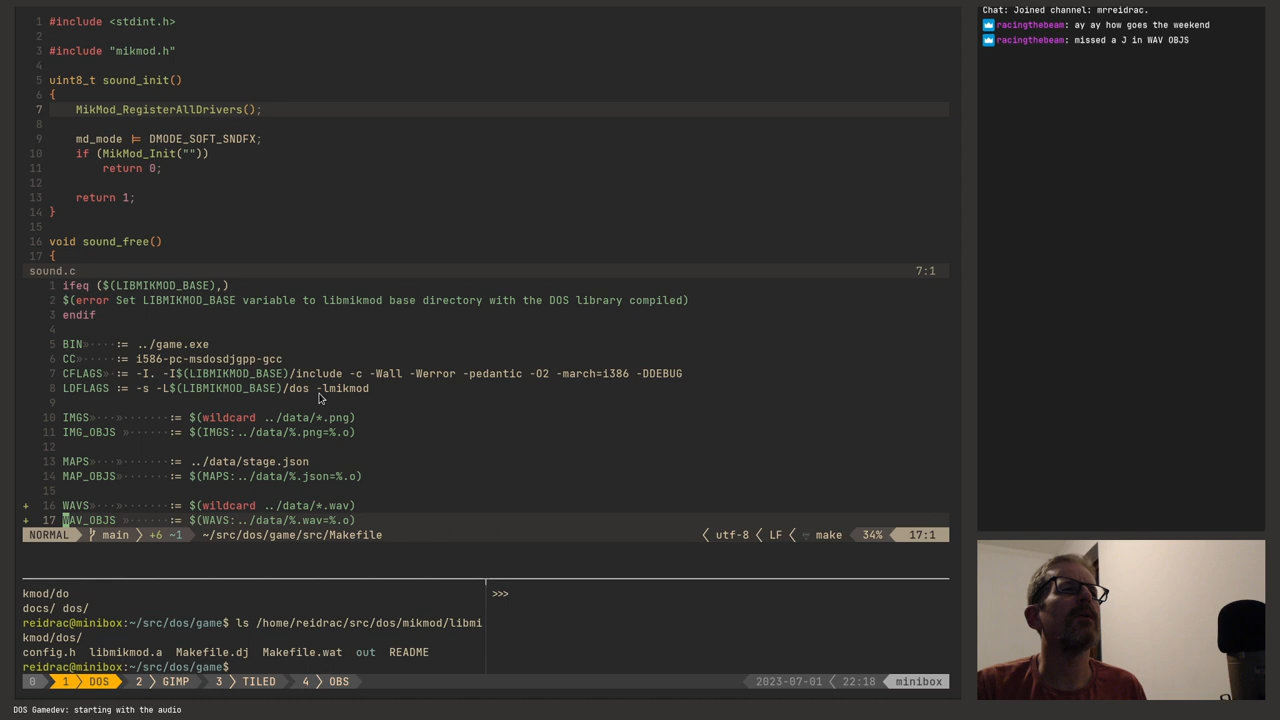 1 #include <stdint.h>
2
3 #include "mikmod.h"
4
5 uint8_t sound_init()
6 {
7 MikMod_RegisterAllDrivers();
8
9 md_mode |= DMODE_SOFT_SNDFX;
10 if (MikMod_Init(""))
11 return 0;
12
13 return 1;
14 }
15
16 void sound_free()
17 {
sound.c 7:1
1 ifeq ($(LIBMIKMOD_BASE),)
2 $(error Set LIBMIKMOD_BASE variable to libmikmod base directory with the DOS library compiled)
3 endif
4
5 BIN»····:= ../game.exe
6 CC»·····:= i586-pc-msdosdjgpp-gcc
7 CFLAGS»·:= -I. -I$(LIBMIKMOD_BASE)/include -c -Wall -Werror -pedantic -O2 -march=i386 -DDEBUG
8 LDFLAGS := -s -L$(LIBMIKMOD_BASE)/dos -lmikmod
9
10 IMGS»···»·······:= $(wildcard ../data/*.png)
11 IMG_OBJS »······:= $(IMGS:../data/%.png=%.o)
12
13 MAPS»···»·······:= ../data/stage.json
14 MAP_OBJS»·······:= $(MAPS:../data/%.json=%.o)
15
+ 16 WAVS»···»·······:= $(wildcard ../data/*.wav)
+ 17 WAV_OBJS »······:= $(WAVS:../data/%.wav=%.o)
NORMAL main +6 ~1 ~/src/dos/game/src/Makefile utf-8 LF make 34% 17:1
kmod/do
docs/ dos/
reidrac@minibox:~/src/dos/game$ ls /home/reidrac/src/dos/mikmod/libmi
kmod/dos/
config.h libmikmod.a Makefile.dj Makefile.wat out README
reidrac@minibox:~/src/dos/game$
>>>
0 1 DOS 2 GIMP 3 TILED 4 OBS 2023-07-01 22:18 minibox
DOS Gamedev: starting with the audio
Chat: Joined channel: mrreidrac.
racingthebeam: ay ay how goes the weekend
racingthebeam: missed a J in WAV OBJS